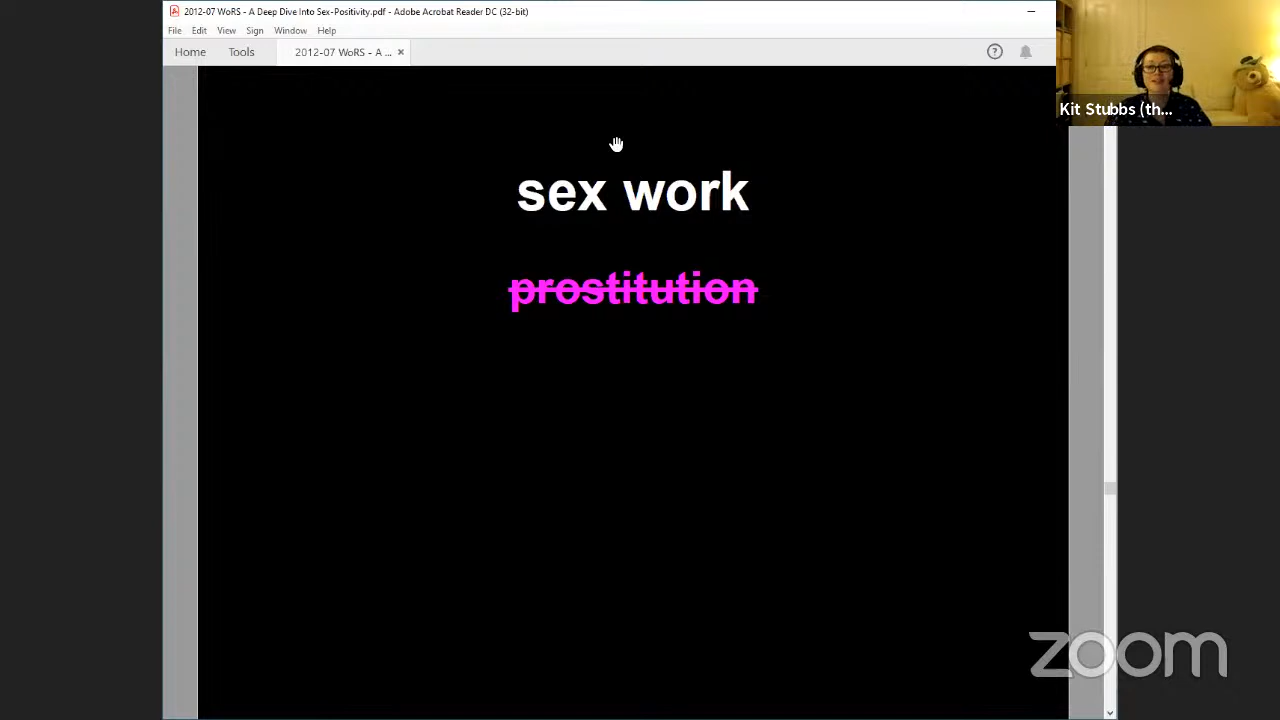 2012-07 WoRS - A Deep Dive Into Sex-Positivity.pdf - Adobe Acrobat Reader DC (32-bit)
File Edit View Sign Window Help
Home Tools 2012-07 WoRS - A ... ×
Kit Stubbs (th...
sex work
prostitution
zoom